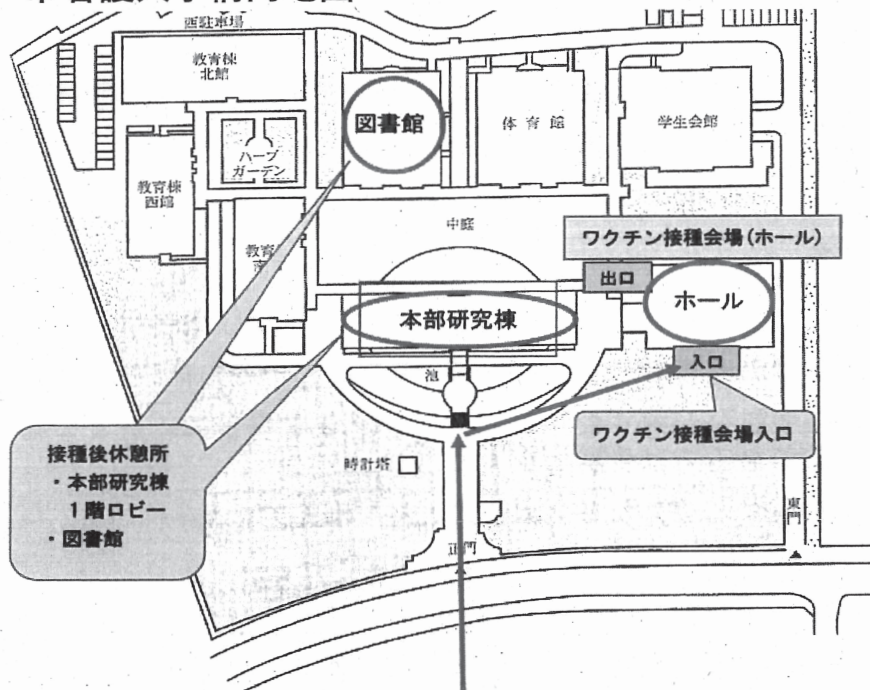 西駐車場
教育棟
北館
図書館
体育館
学生会館
ハーブ
ガーデン
教育棟
西館
中庭
ワクチン接種会場(ホール)
教育
出口
ホール
本部研究棟
入口
池
ワクチン接種会場入口
接種後休憩所
・本部研究棟
1階ロビー
・図書館
時計塔
東門
正門